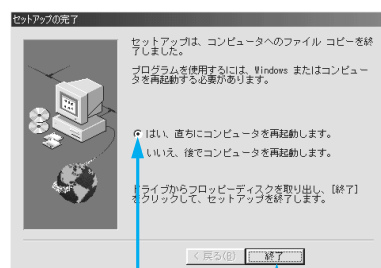 セットアップの完了
セットアップは、コンピュータへのファイル コピーを終
了しました。
プログラムを使用するには、Windows またはコンピュー
タを再起動する必要があります。
はい、直ちにコンピュータを再起動します。
いいえ、後でコンピュータを再起動します。
ドライブからフロッピーディスクを取り出し、[終了]
をクリックして、セットアップを終了します。
< 戻る(B)
終了